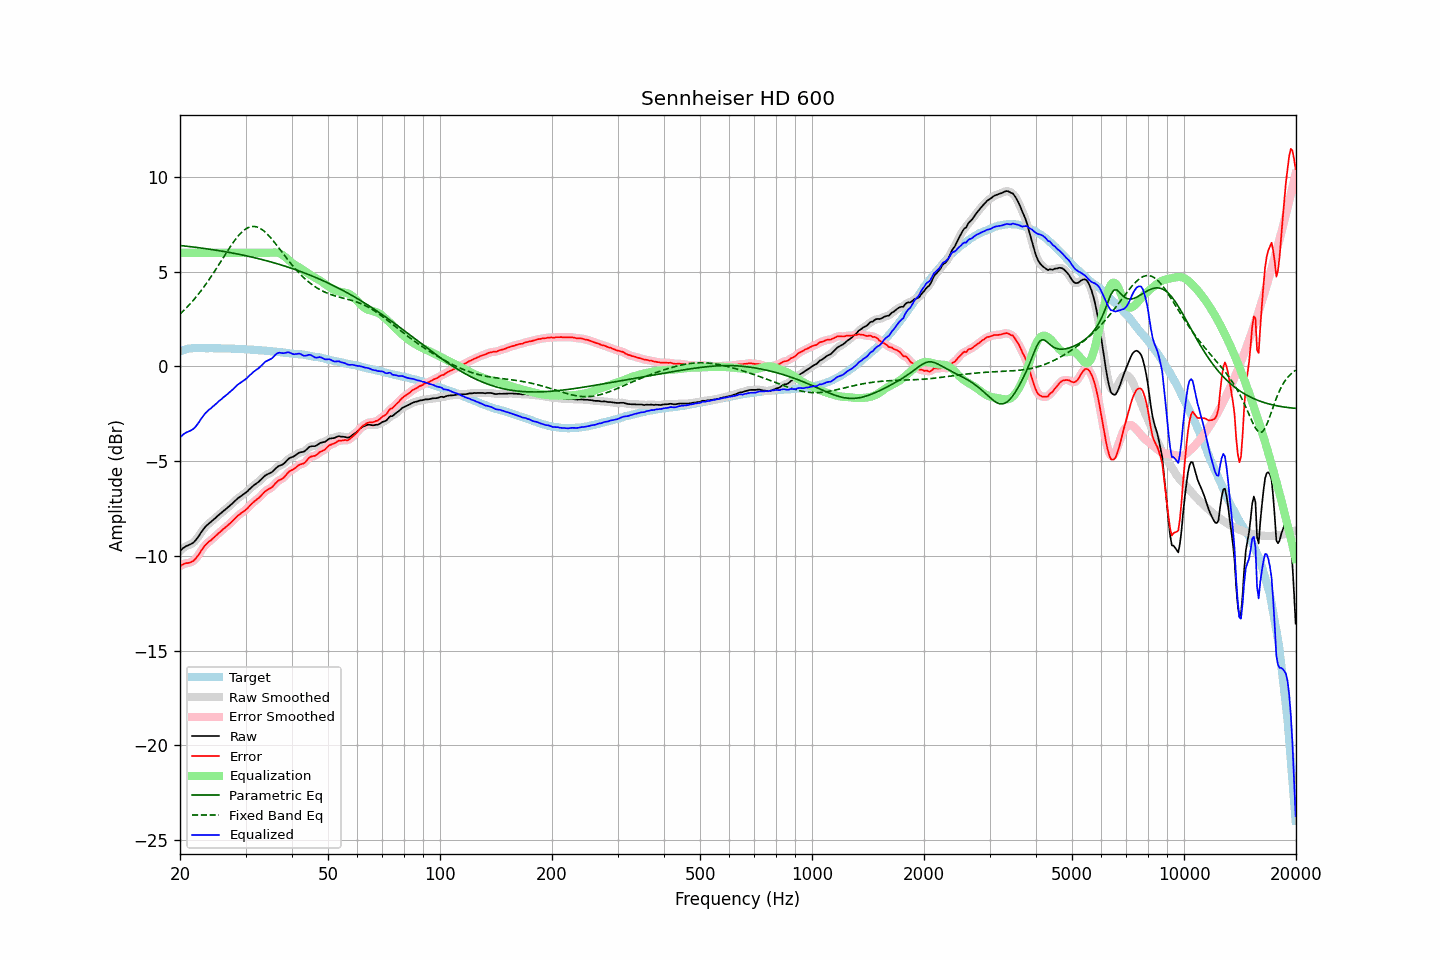 Sennheiser HD 600
Amplitude (dBr)
10
5
0
−5
−10
−15
−20
−25
Target
Raw Smoothed
Error Smoothed
Raw
Error
Equalization
Parametric Eq
Fixed Band Eq
Equalized
20 50 100 200 500 1000 2000 5000 10000 20000
Frequency (Hz)